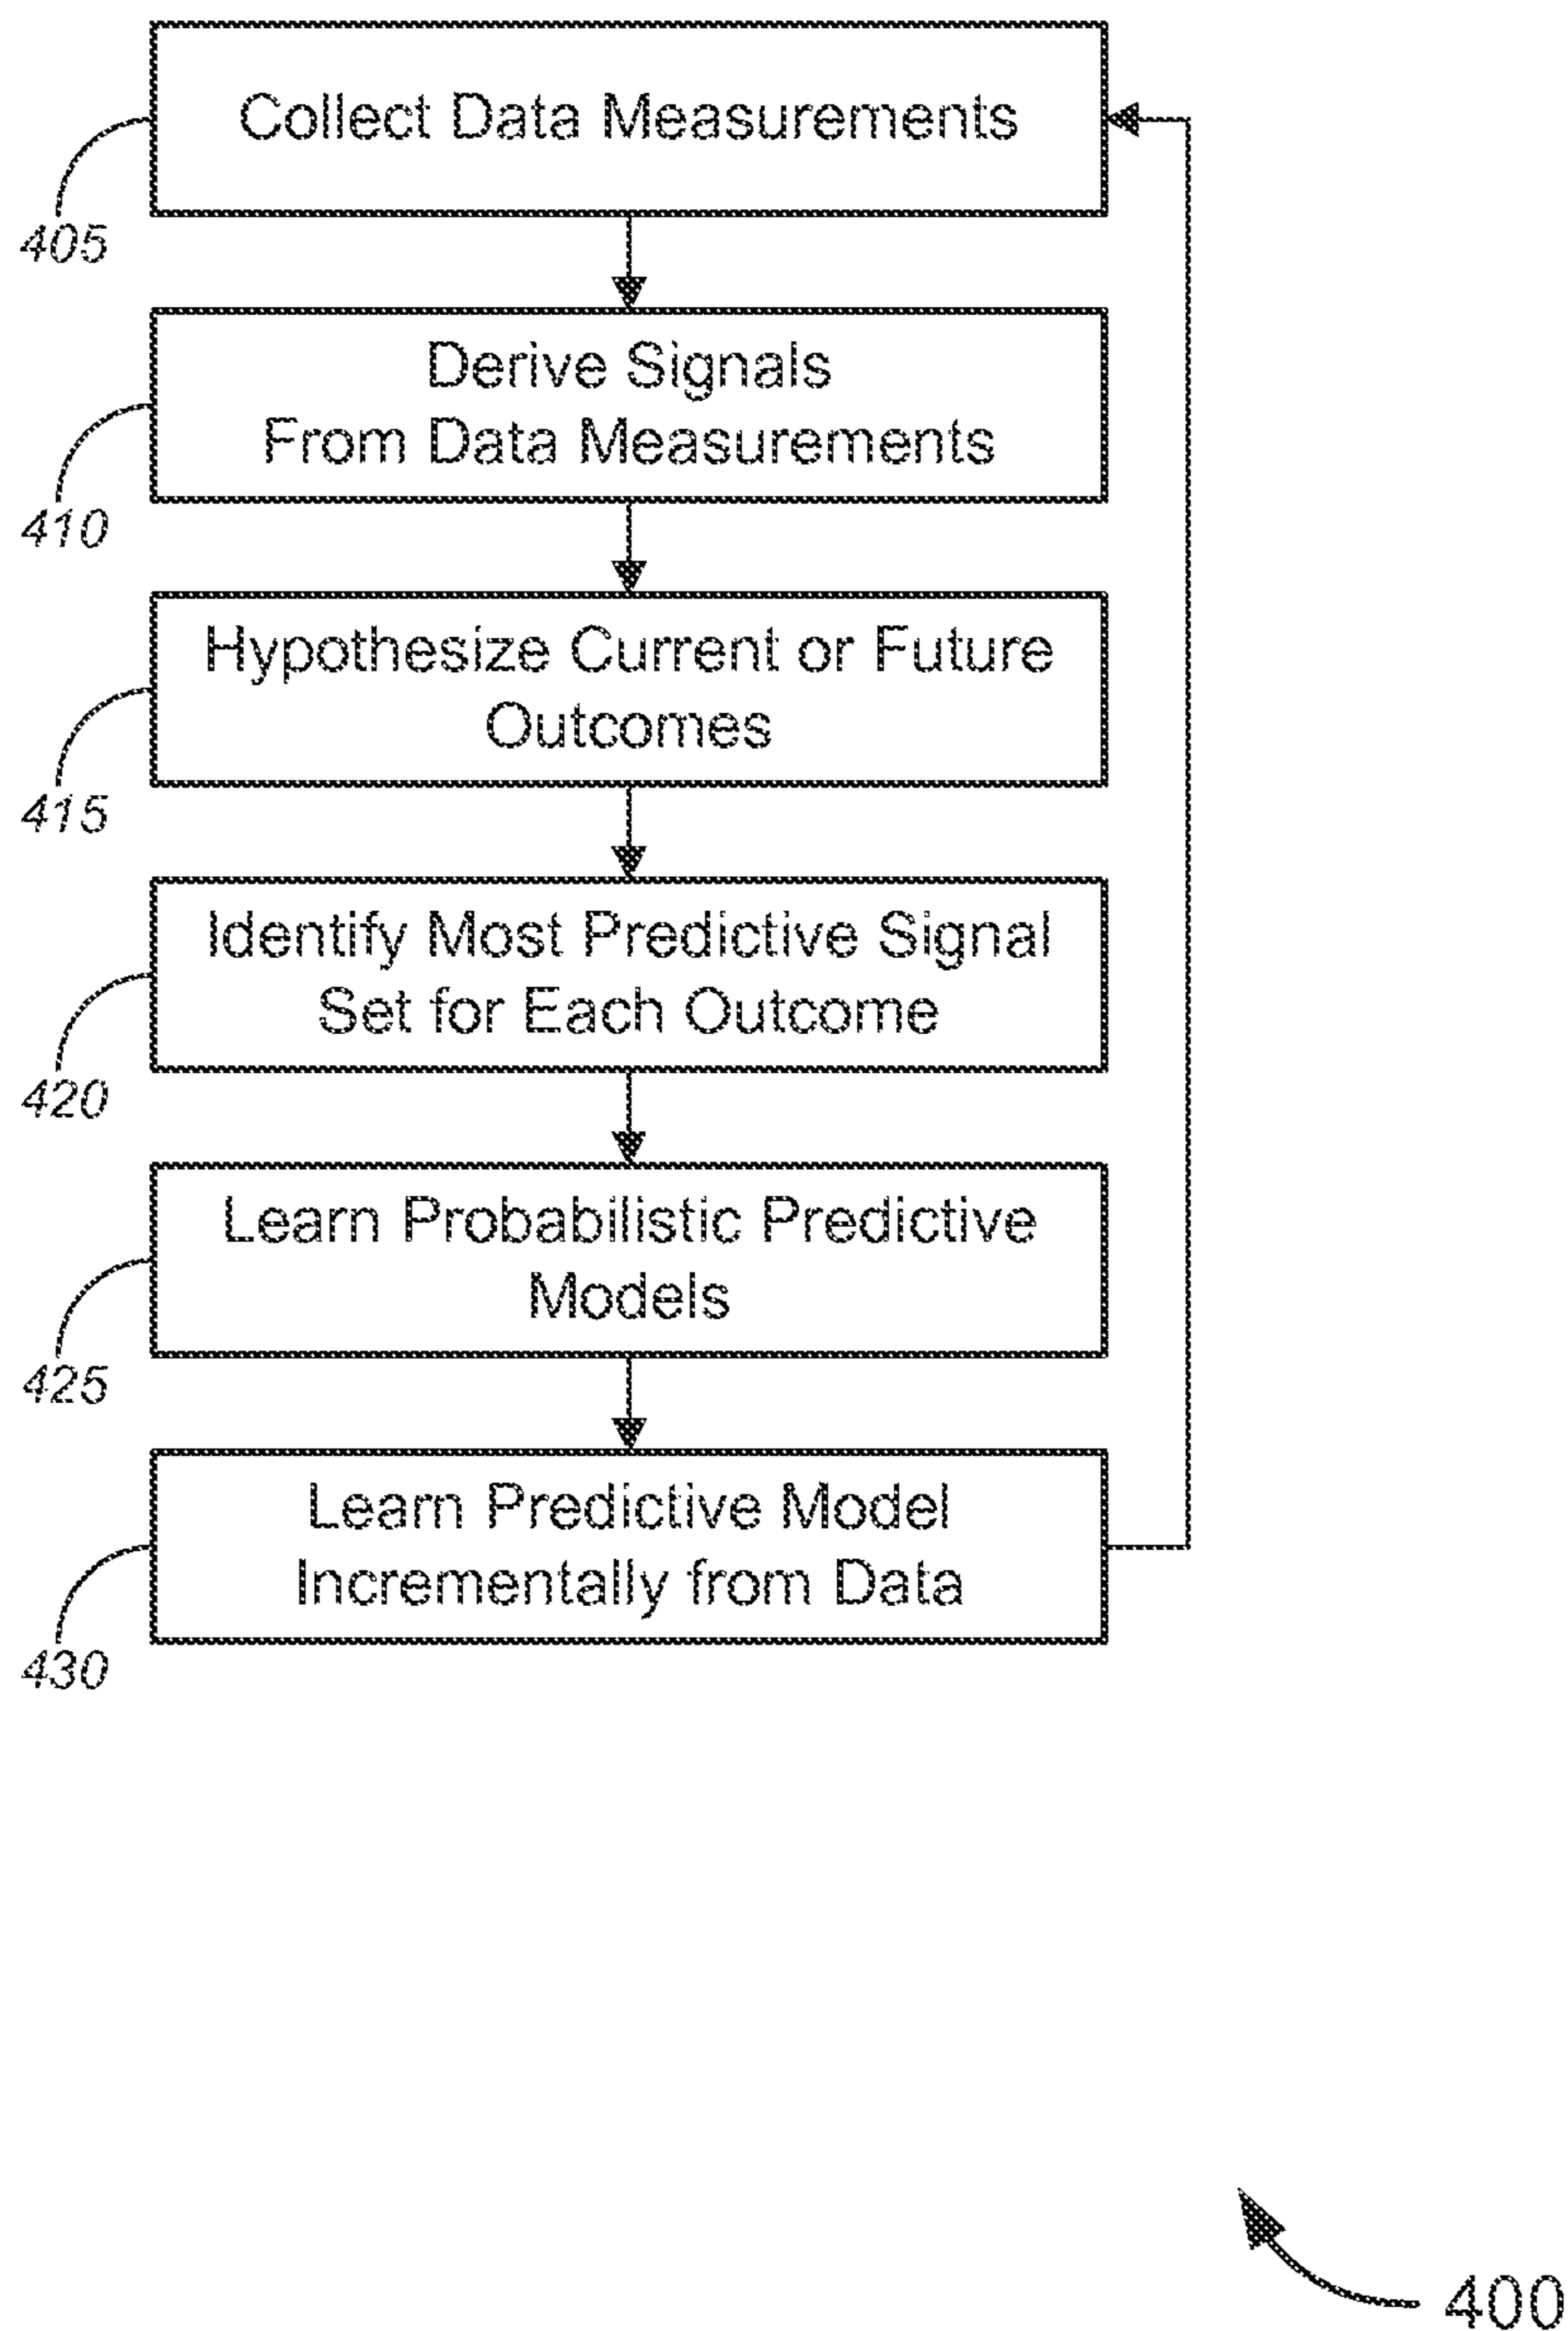 Collect Data Measurements
405
Derive Signals
From Data Measurements
410
Hypothesize Current or Future
Outcomes
415
Identify Most Predictive Signal
Set for Each Outcome
420
Learn Probabilistic Predictive
Models
425
Learn Predictive Model
Incrementally from Data
430
400